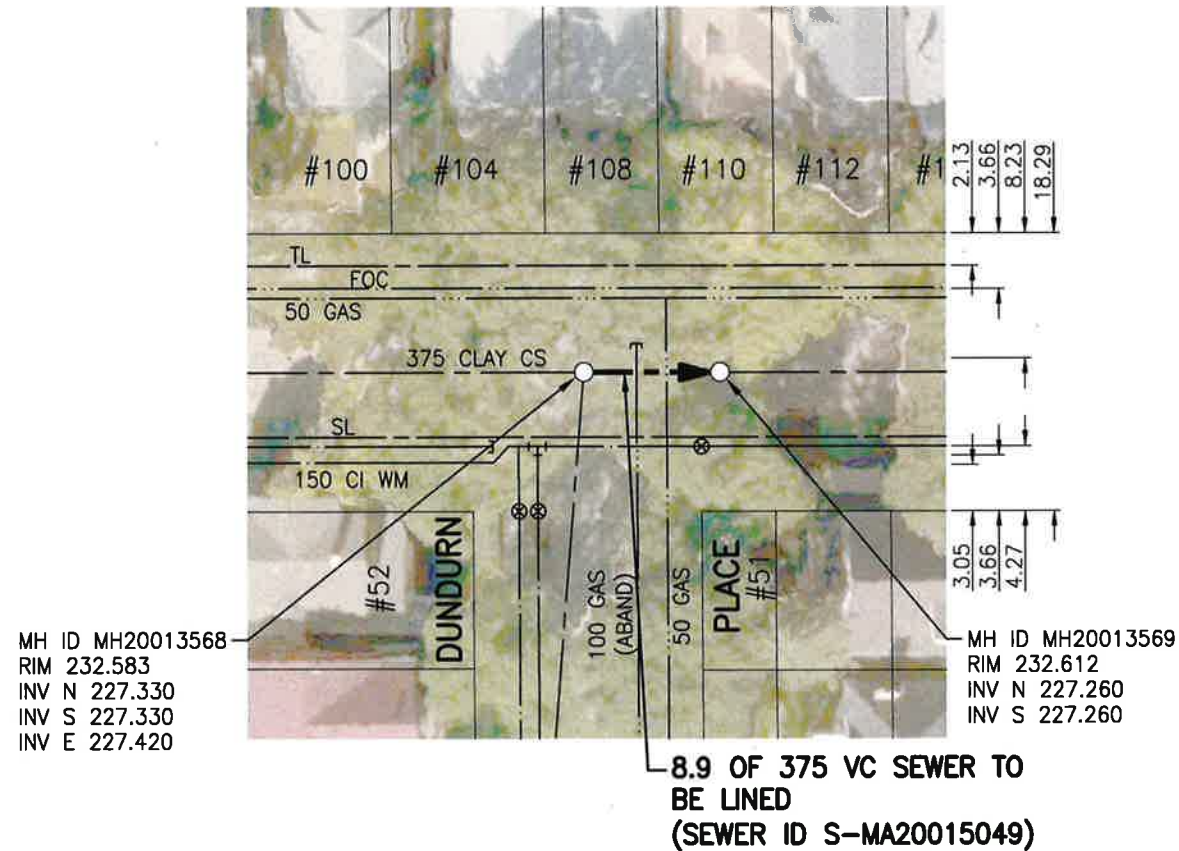 #100
#104
#108
#110
#112
#1
2.13
3.66
8.23
18.29
TL
FOC
50 GAS
375 CLAY CS
SL
150 CI WM
#52
DUNDURN
100 GAS
(ABAND)
50 GAS
PLACE
#51
3.05
3.66
4.27
MH ID MH20013568
RIM 232.583
INV N 227.330
INV S 227.330
INV E 227.420
MH ID MH20013569
RIM 232.612
INV N 227.260
INV S 227.260
8.9 OF 375 VC SEWER TO
BE LINED
(SEWER ID S-MA20015049)